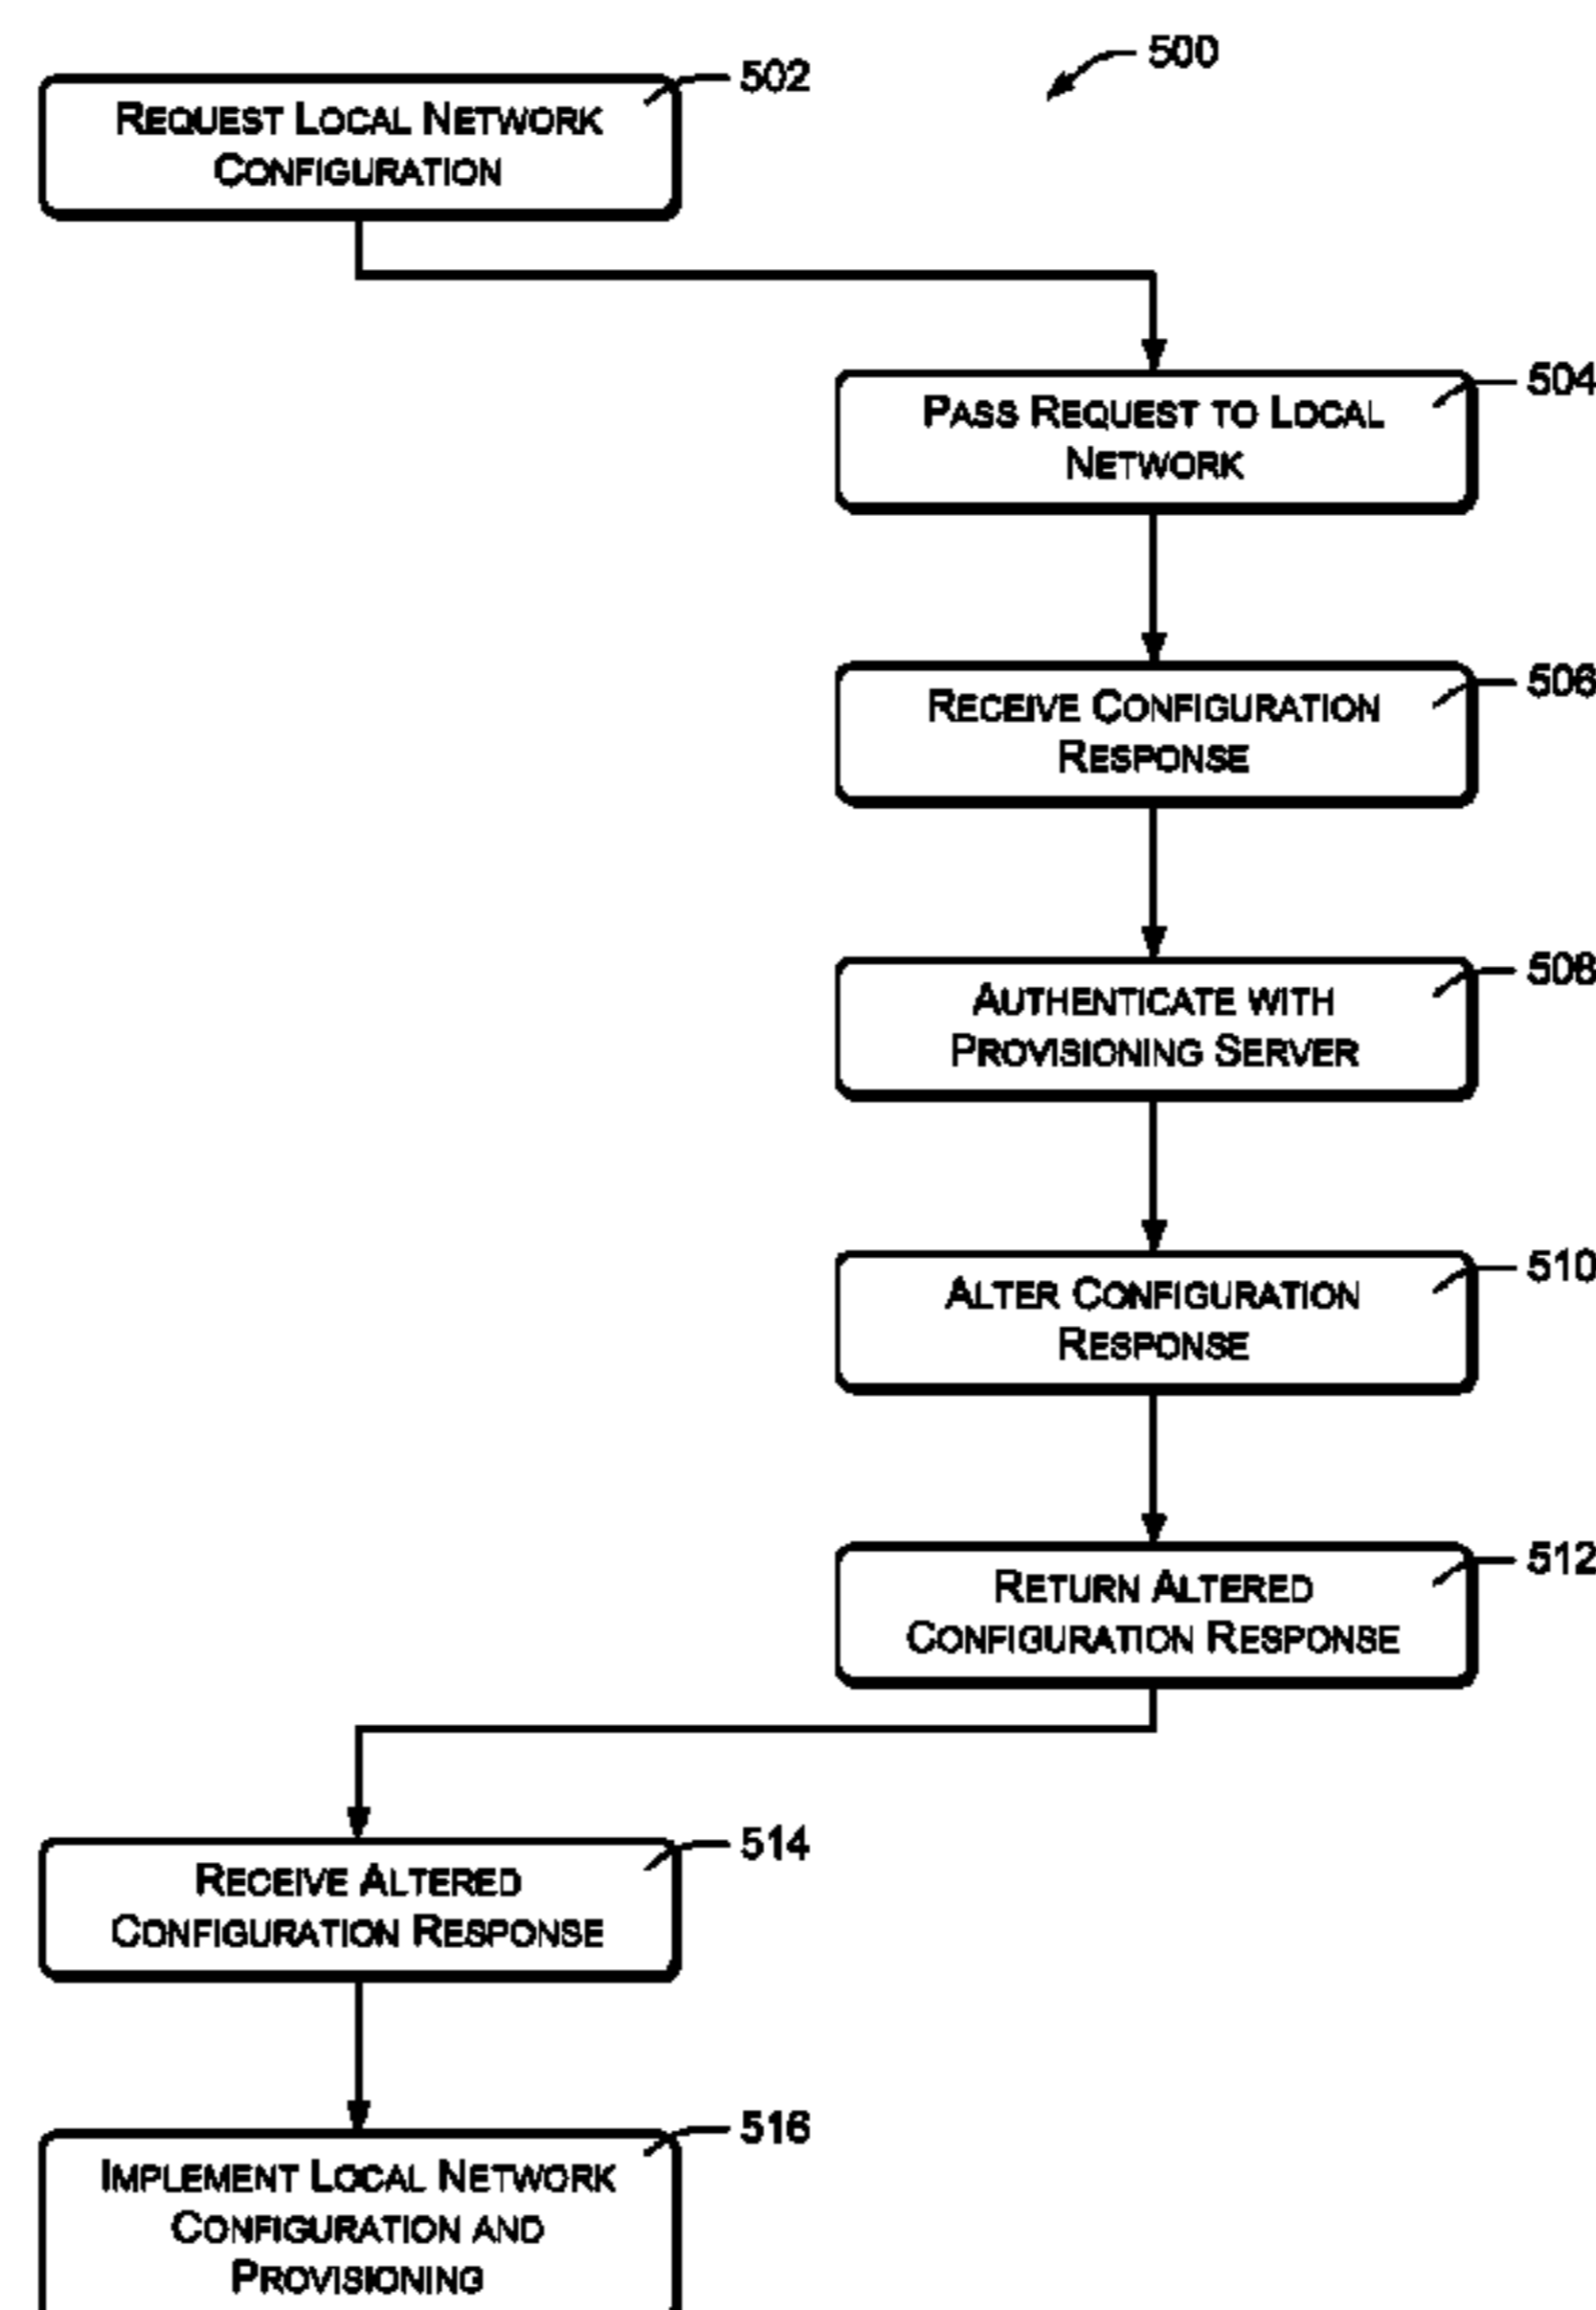 500
502
REQUEST LOCAL NETWORK
CONFIGURATION
504
PASS REQUEST TO LOCAL
NETWORK
506
RECEIVE CONFIGURATION
RESPONSE
508
AUTHENTICATE WITH
PROVISIONING SERVER
510
ALTER CONFIGURATION
RESPONSE
512
RETURN ALTERED
CONFIGURATION RESPONSE
514
RECEIVE ALTERED
CONFIGURATION RESPONSE
516
IMPLEMENT LOCAL NETWORK
CONFIGURATION AND
PROVISIONING